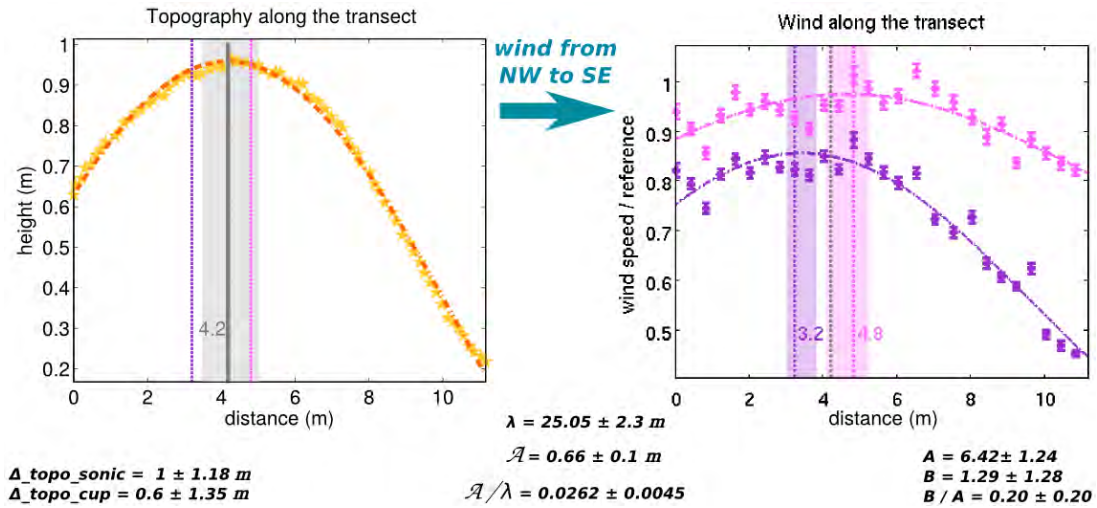 Topography along the transect
1
0.9
0.8
0.7
0.6
0.5
0.4
0.3
0.2
height (m)
4.2
0 2 4 6 8 10
distance (m)
wind from
NW to SE
Wind along the transect
1
0.9
0.8
0.7
0.6
0.5
wind speed / reference
3.2 4.8
0 2 4 6 8 10
distance (m)
λ = 25.05 ± 2.3 m
𝒜 = 0.66 ± 0.1 m
𝒜/λ = 0.0262 ± 0.0045
Δ_topo_sonic = 1 ± 1.18 m
Δ_topo_cup = 0.6 ± 1.35 m
A = 6.42± 1.24
B = 1.29 ± 1.28
B / A = 0.20 ± 0.20